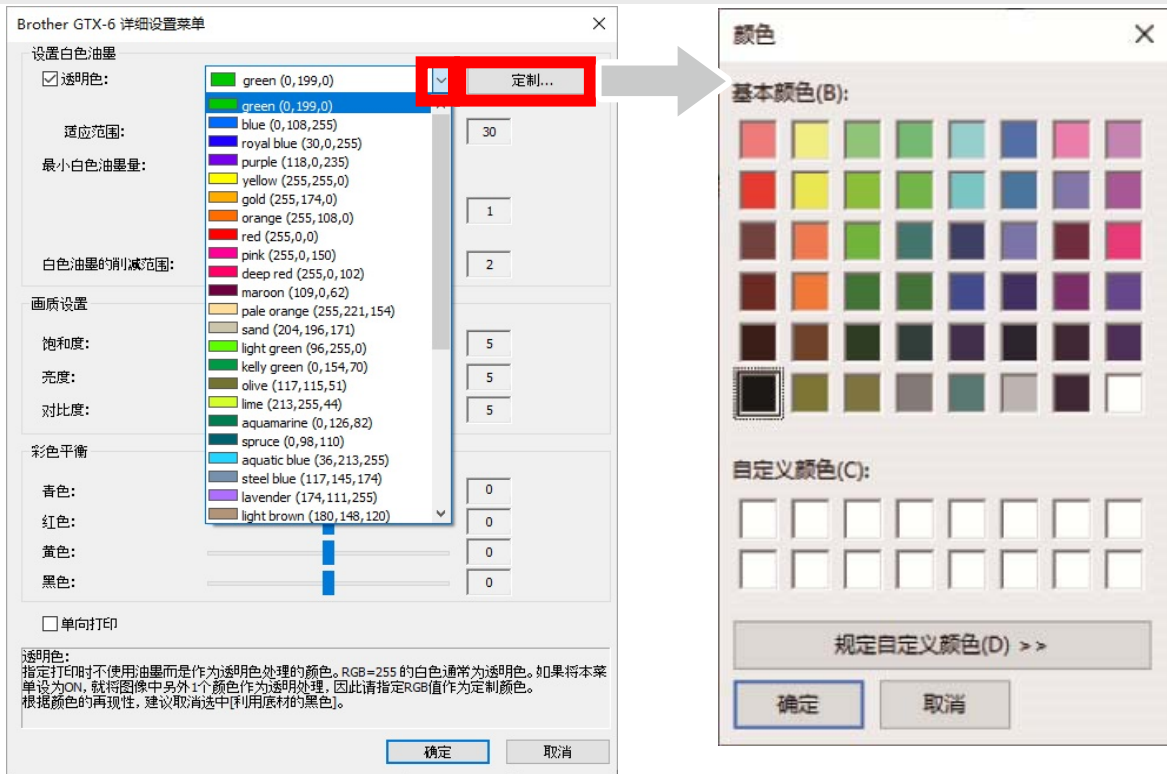 Brother GTX-6 详细设置菜单
设置白色油墨
透明色:
green (0,199,0)
定制...
green (0,199,0)
blue (0,108,255)
royal blue (30,0,255)
purple (118,0,235)
yellow (255,255,0)
gold (255,174,0)
orange (255,108,0)
red (255,0,0)
pink (255,0,150)
deep red (255,0,102)
maroon (109,0,62)
pale orange (255,221,154)
sand (204,196,171)
light green (96,255,0)
kelly green (0,154,70)
olive (117,115,51)
lime (213,255,44)
aquamarine (0,126,82)
spruce (0,98,110)
aquatic blue (36,213,255)
steel blue (117,145,174)
lavender (174,111,255)
light brown (180,148,120)
适应范围:
30
最小白色油墨量:
1
白色油墨的削减范围:
2
画质设置
饱和度:
5
亮度:
5
对比度:
5
彩色平衡
青色:
0
红色:
0
黄色:
0
黑色:
0
单向打印
透明色:
指定打印时不使用油墨而是作为透明色处理的颜色。RGB=255 的白色通常为透明色。如果将本菜
单设为ON, 就将图像中另外1个颜色作为透明处理, 因此请指定RGB值作为定制颜色。
根据颜色的再现性, 建议取消选中[利用底材的黑色]。
确定
取消
颜色
基本颜色(B):
自定义颜色(C):
规定自定义颜色(D) >>
确定
取消